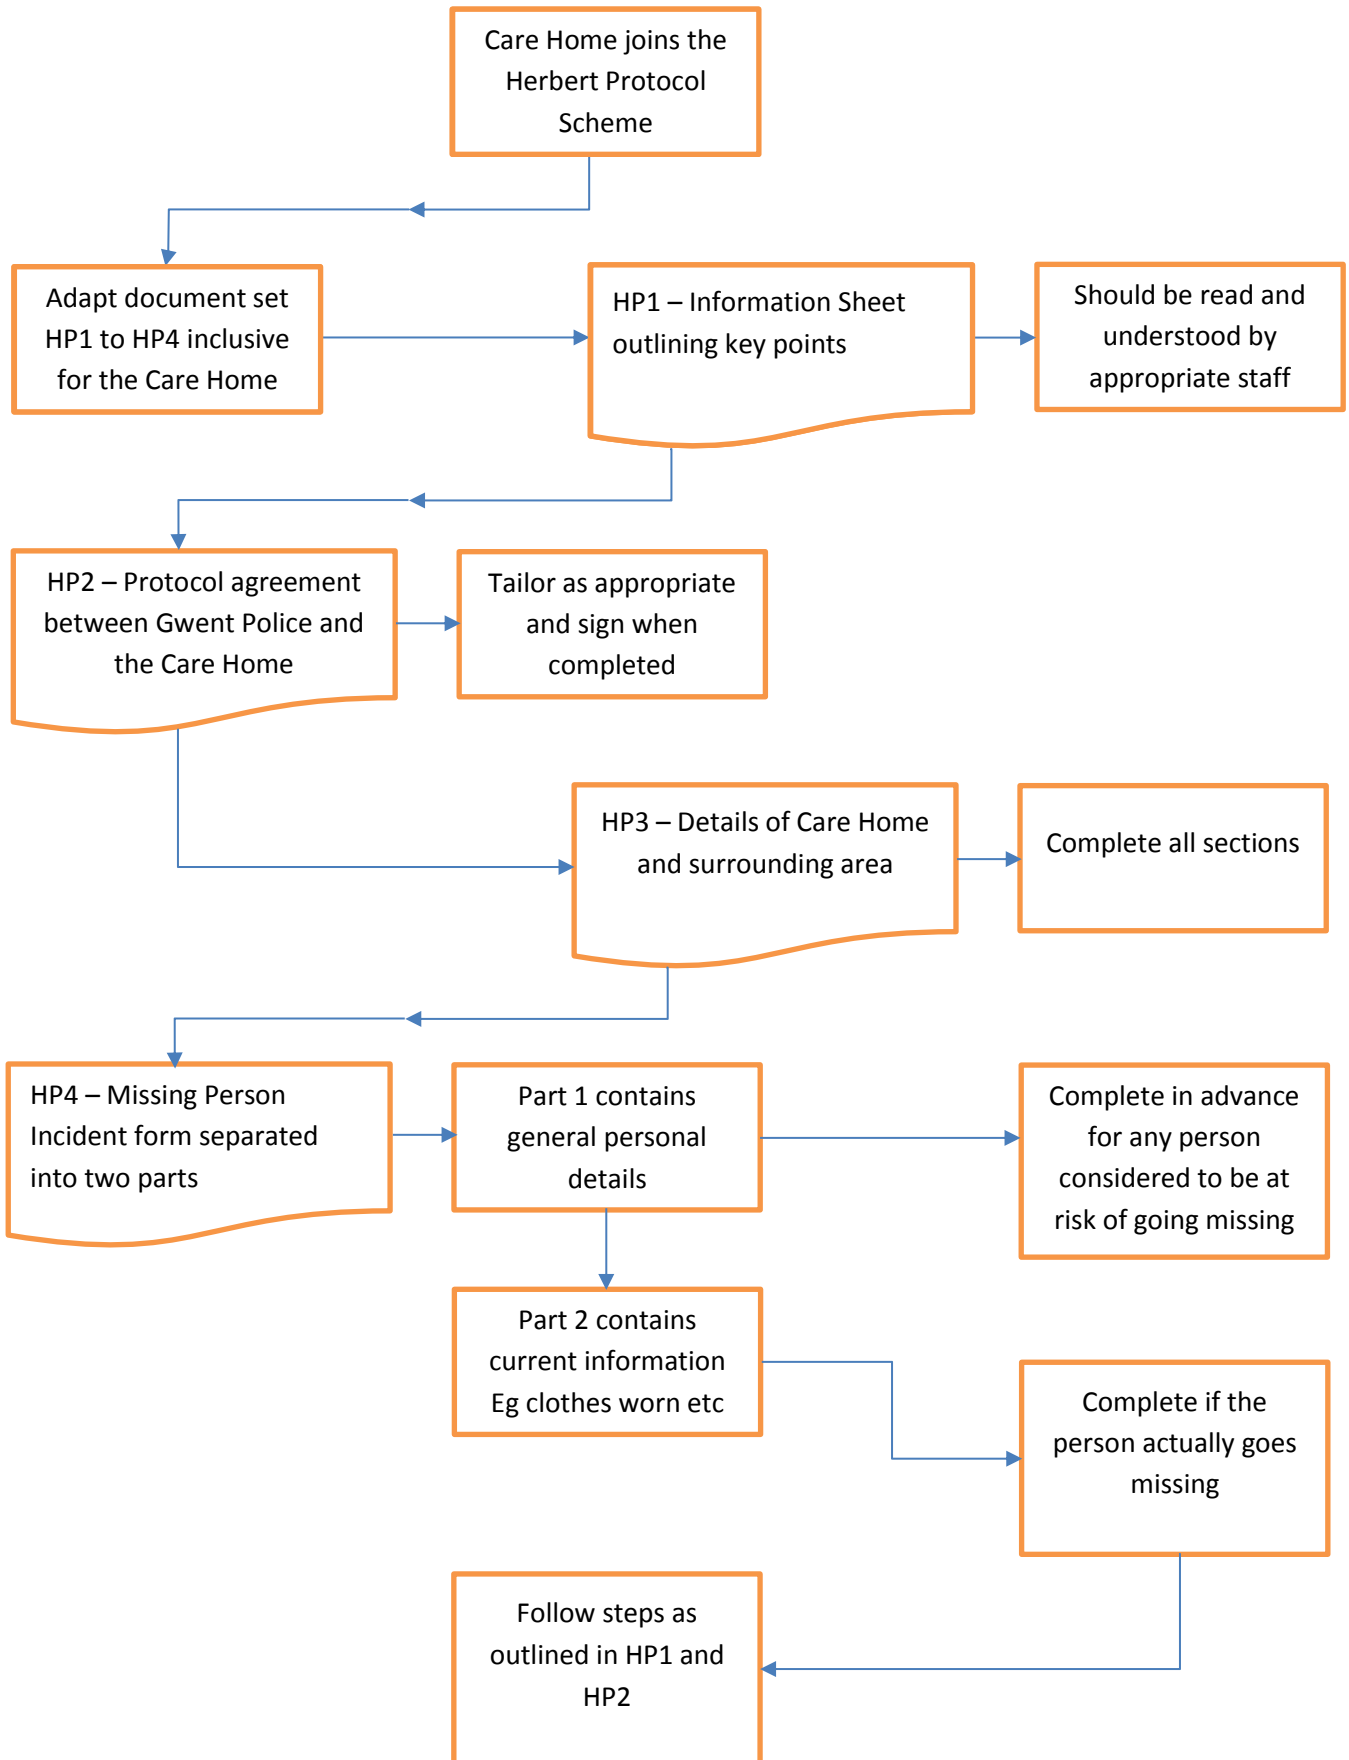 Care Home joins the
Herbert Protocol
Scheme
Adapt document set
HP1 to HP4 inclusive
for the Care Home
HP1 – Information Sheet
outlining key points
Should be read and
understood by
appropriate staff
HP2 – Protocol agreement
between Gwent Police and
the Care Home
Tailor as appropriate
and sign when
completed
HP3 – Details of Care Home
and surrounding area
Complete all sections
HP4 – Missing Person
Incident form separated
into two parts
Part 1 contains
general personal
details
Complete in advance
for any person
considered to be at
risk of going missing
Part 2 contains
current information
Eg clothes worn etc
Complete if the
person actually goes
missing
Follow steps as
outlined in HP1 and
HP2